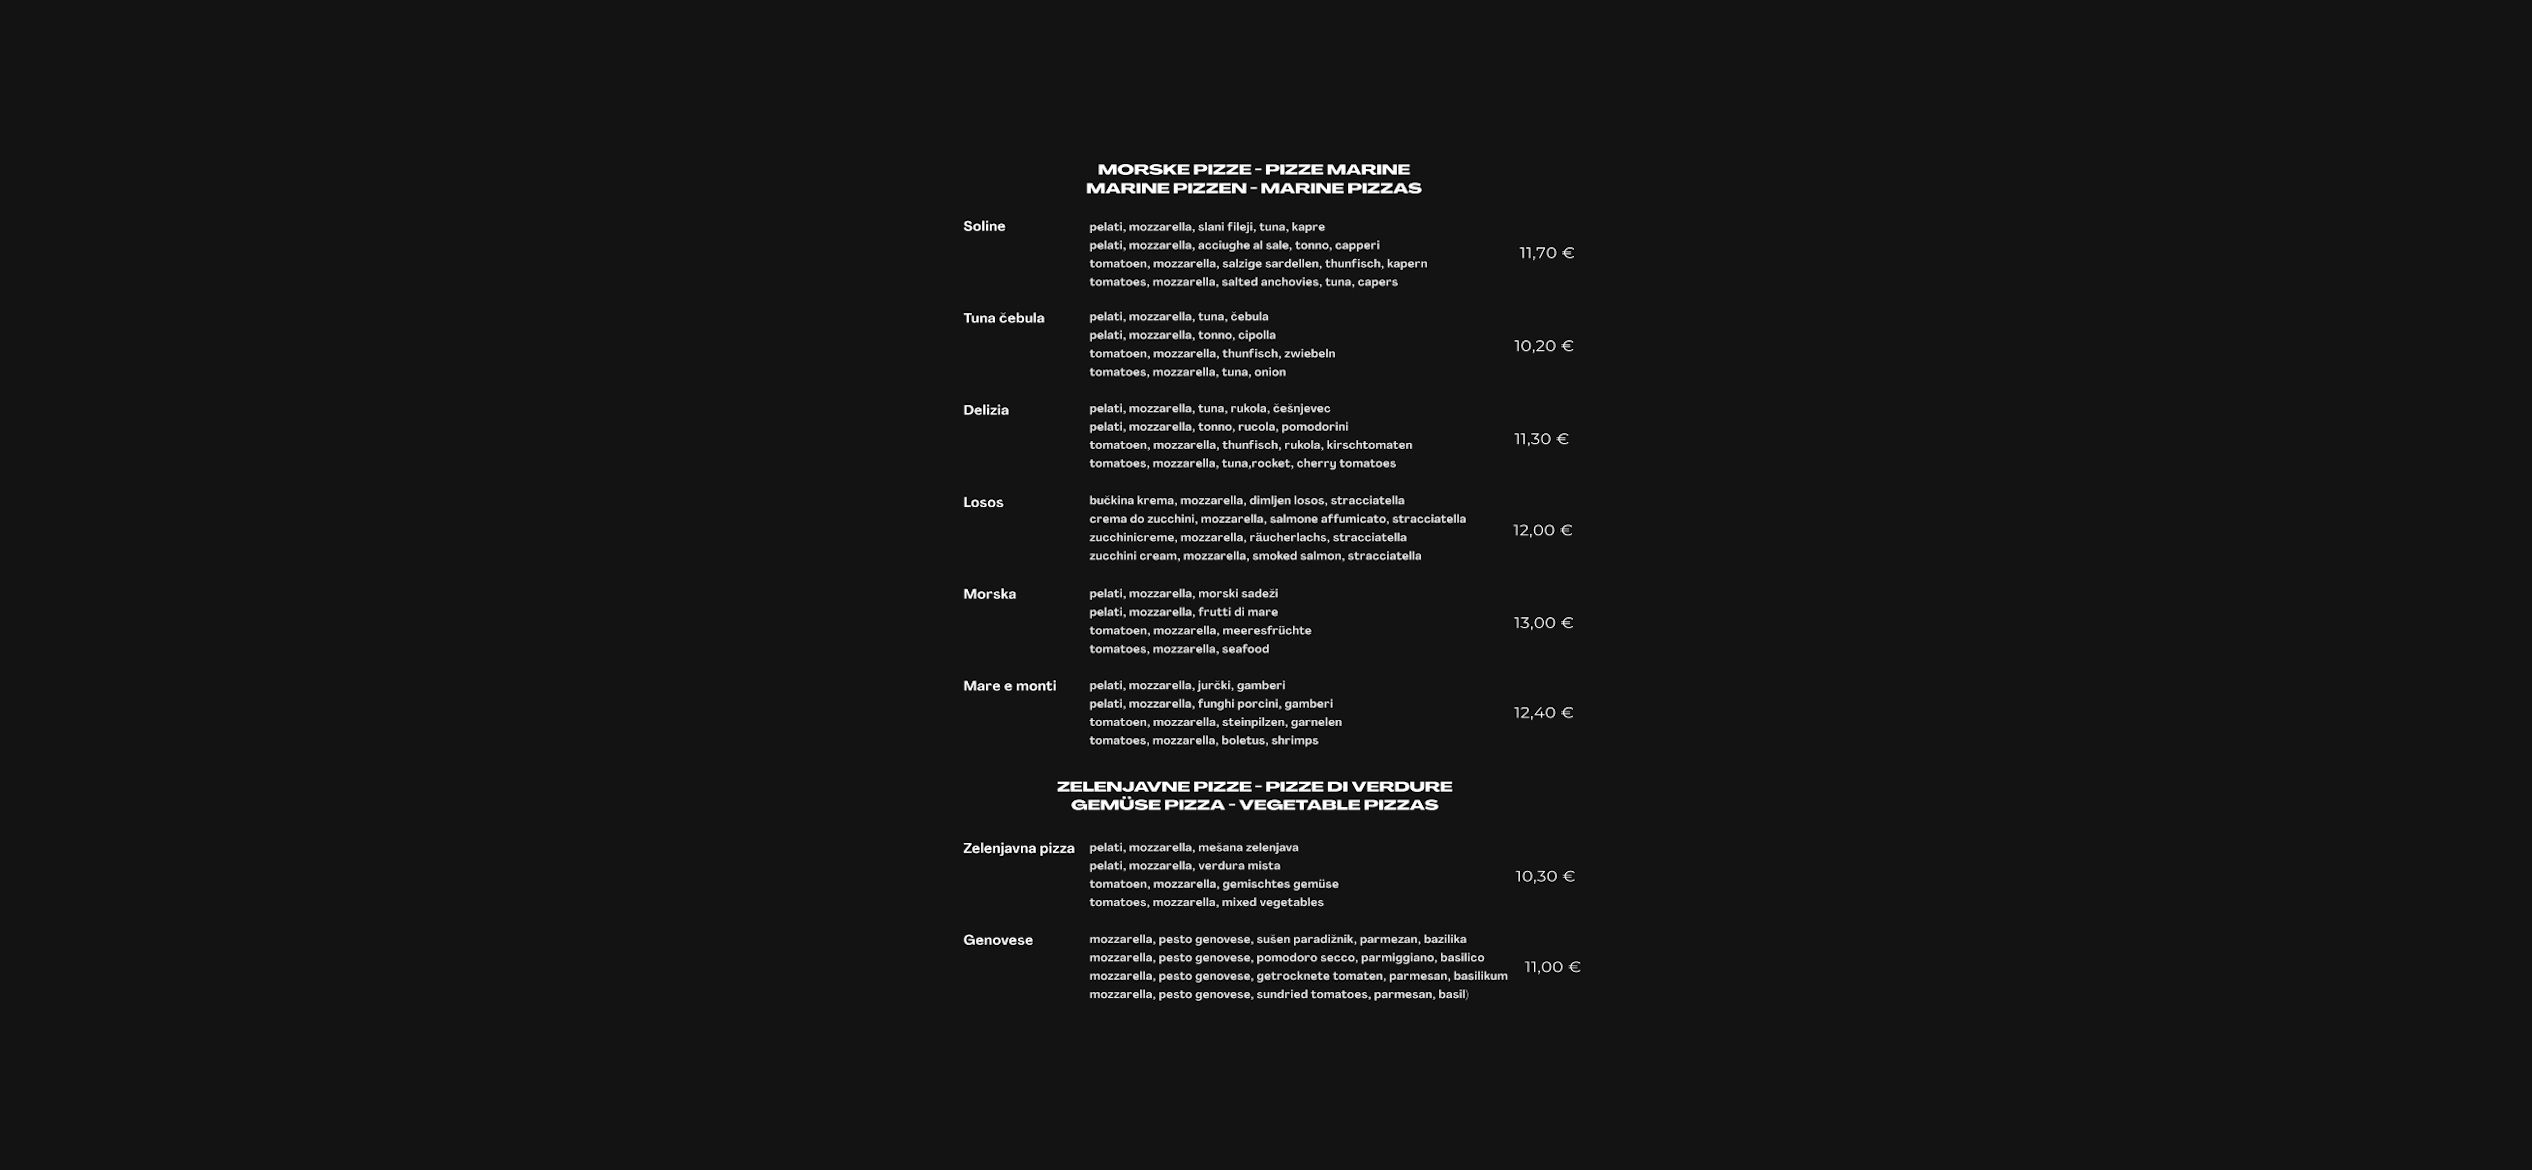 MORSKE PIZZE - PIZZE MARINE
MARINE PIZZEN - MARINE PIZZAS
Soline
pelati, mozzarella, slani fileji, tuna, kapre
pelati, mozzarella, acciughe al sale, tonno, capperi
tomatoen, mozzarella, salzige sardellen, thunfisch, kapern
tomatoes, mozzarella, salted anchovies, tuna, capers
11,70 €
Tuna čebula
pelati, mozzarella, tuna, čebula
pelati, mozzarella, tonno, cipolla
tomatoen, mozzarella, thunfisch, zwiebeln
tomatoes, mozzarella, tuna, onion
10,20 €
Delizia
pelati, mozzarella, tuna, rukola, češnjevec
pelati, mozzarella, tonno, rucola, pomodorini
tomatoen, mozzarella, thunfisch, rukola, kirschtomaten
tomatoes, mozzarella, tuna,rocket, cherry tomatoes
11,30 €
Losos
bučkina krema, mozzarella, dimljen losos, stracciatella
crema do zucchini, mozzarella, salmone affumicato, stracciatella
zucchinicreme, mozzarella, räucherlachs, stracciatella
zucchini cream, mozzarella, smoked salmon, stracciatella
12,00 €
Morska
pelati, mozzarella, morski sadeži
pelati, mozzarella, frutti di mare
tomatoen, mozzarella, meeresfrüchte
tomatoes, mozzarella, seafood
13,00 €
Mare e monti
pelati, mozzarella, jurčki, gamberi
pelati, mozzarella, funghi porcini, gamberi
tomatoen, mozzarella, steinpilzen, garnelen
tomatoes, mozzarella, boletus, shrimps
12,40 €
ZELENJAVNE PIZZE - PIZZE DI VERDURE
GEMÜSE PIZZA - VEGETABLE PIZZAS
Zelenjavna pizza
pelati, mozzarella, mešana zelenjava
pelati, mozzarella, verdura mista
tomatoen, mozzarella, gemischtes gemüse
tomatoes, mozzarella, mixed vegetables
10,30 €
Genovese
mozzarella, pesto genovese, sušen paradižnik, parmezan, bazilika
mozzarella, pesto genovese, pomodoro secco, parmiggiano, basilico
mozzarella, pesto genovese, getrocknete tomaten, parmesan, basilikum
mozzarella, pesto genovese, sundried tomatoes, parmesan, basil)
11,00 €